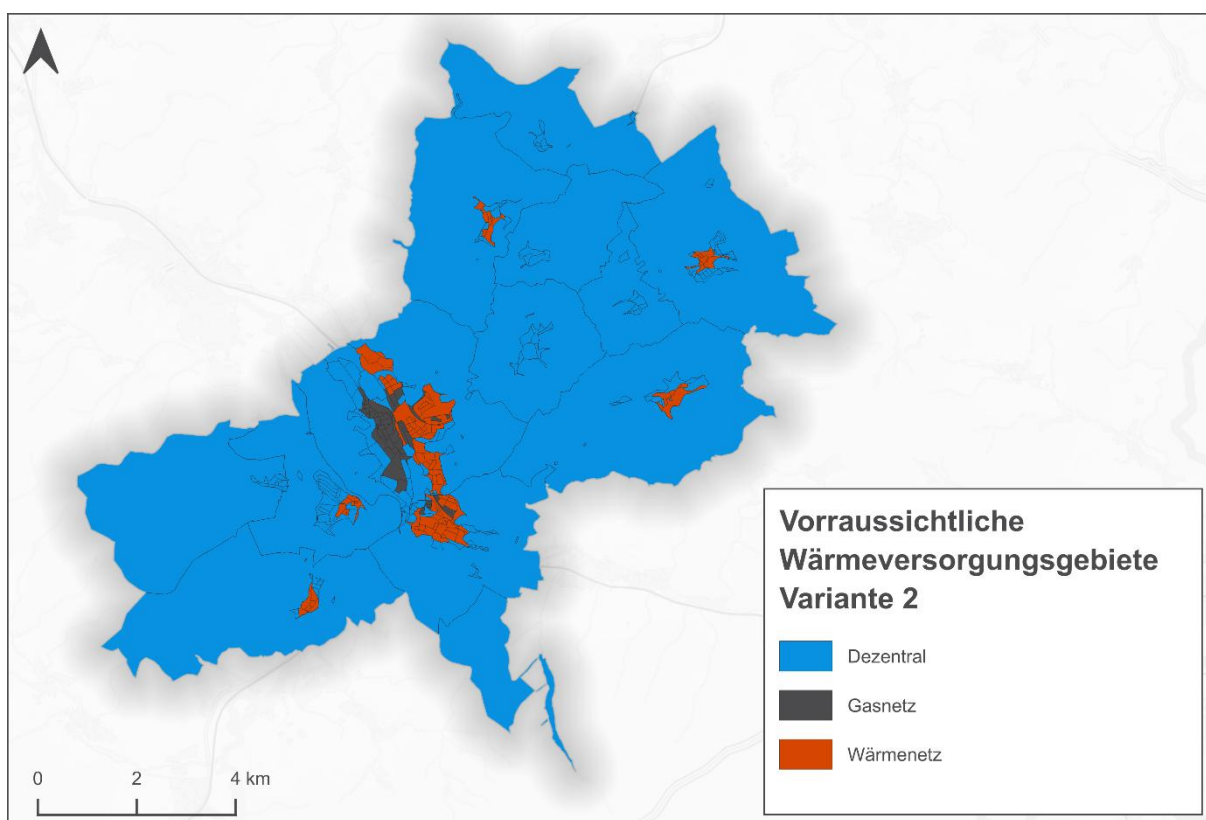 Vorraussichtliche
Wärmeversorgungsgebiete
Variante 2
Dezentral
Gasnetz
Wärmenetz
0 2 4 km